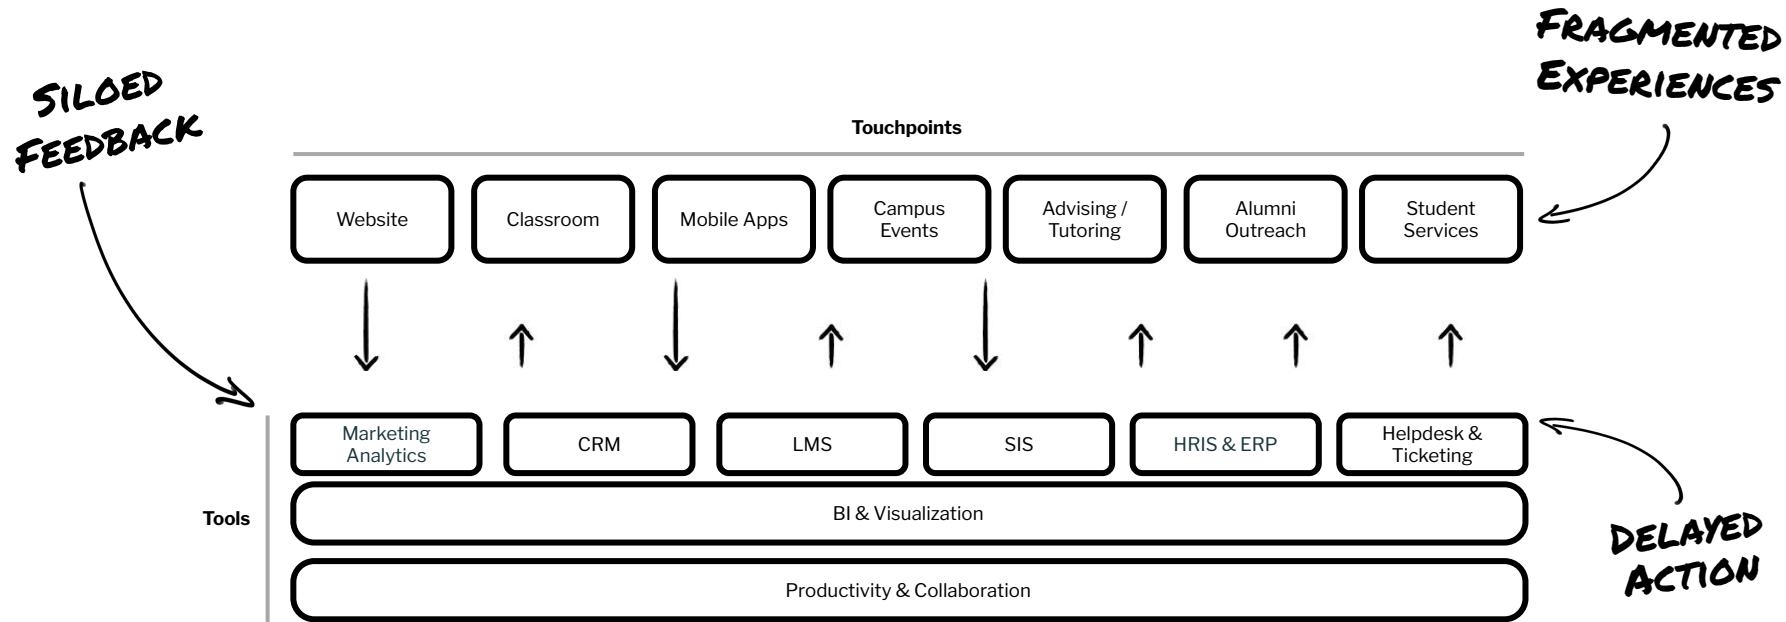 FRAGMENTED
EXPERIENCES
SILOED
FEEDBACK
Touchpoints
Website
Classroom
Mobile Apps
Campus
Events
Advising /
Tutoring
Alumni
Outreach
Student
Services
Marketing
Analytics
CRM
LMS
SIS
HRIS & ERP
Helpdesk &
Ticketing
Tools
BI & Visualization
Productivity & Collaboration
DELAYED
ACTION